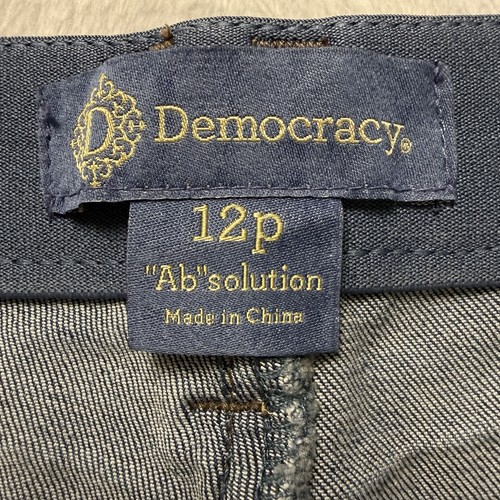 D Democracy®
12p
"Ab"solution
Made in China